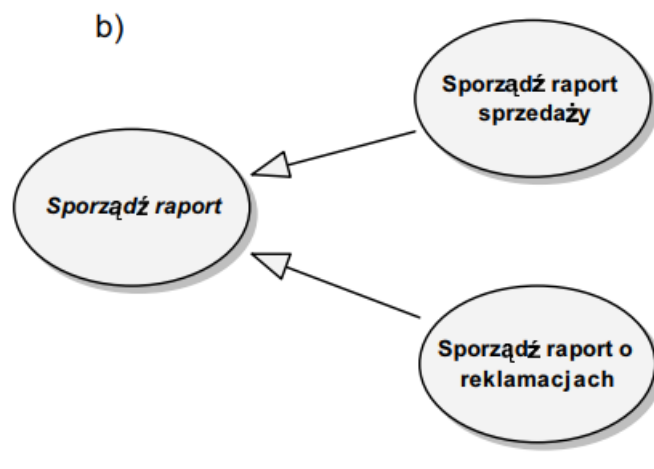 b)
Sporządź raport
sprzedaży
Sporządź raport
Sporządź raport o
reklamacjach